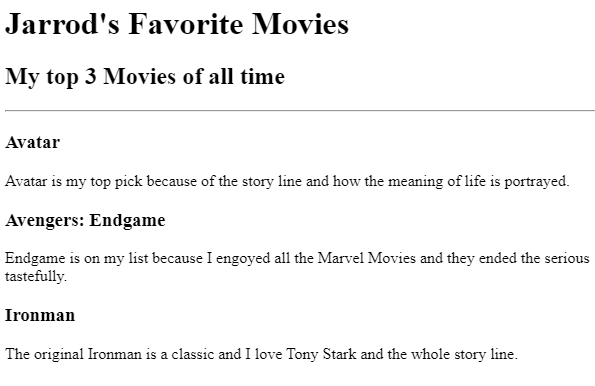 Jarrod's Favorite Movies
My top 3 Movies of all time
Avatar
Avatar is my top pick because of the story line and how the meaning of life is portrayed.
Avengers: Endgame
Endgame is on my list because I engoyed all the Marvel Movies and they ended the serious
tastefully.
Ironman
The original Ironman is a classic and I love Tony Stark and the whole story line.